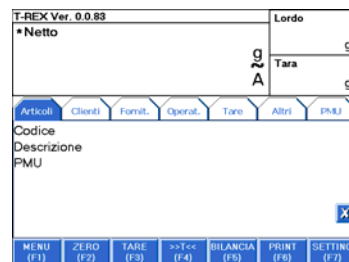 T-REX Ver. 0.0.83
Lordo
*Netto
g
g
~
Tara
A
g
Articoli Clienti Fornit. Operat. Tare Altri PMU
Codice
Descrizione
PMU
X
MENU ZERO TARE >>T<< BILANCIA PRINT SETTING
(F1) (F2) (F3) (F4) (F5) (F6) (F7)